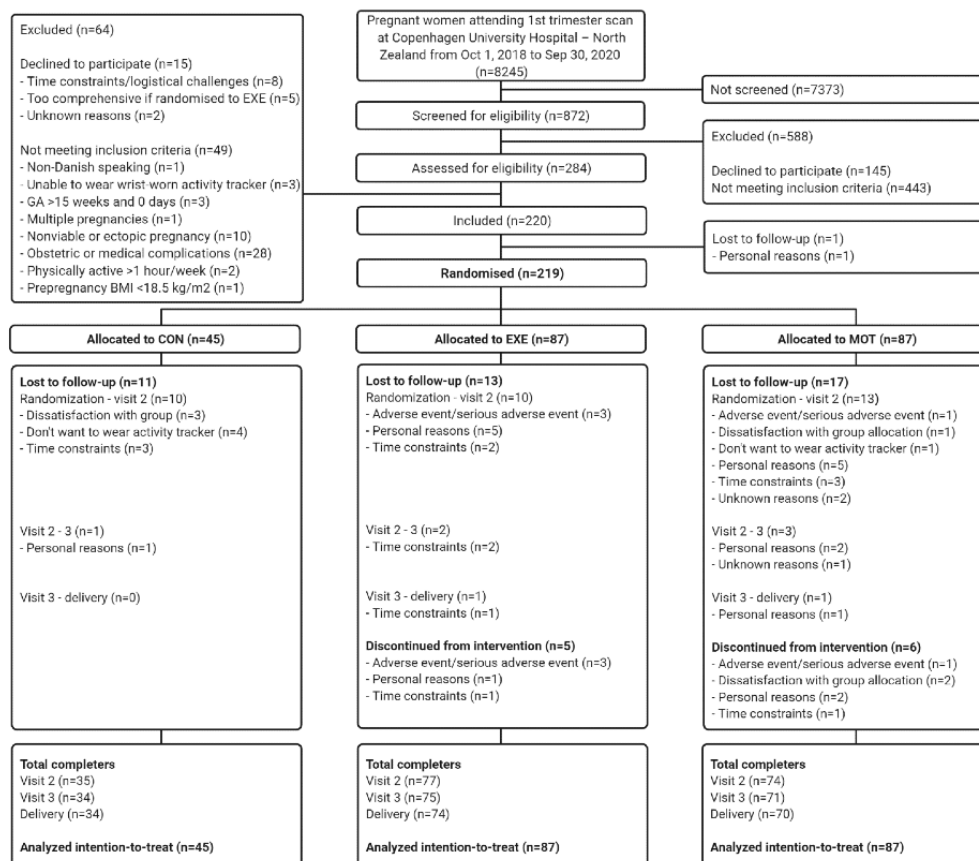 Pregnant women attending 1st trimester scan
at Copenhagen University Hospital – North
Zealand from Oct 1, 2018 to Sep 30, 2020
(n=8245)
Not screened (n=7373)
Screened for eligibility (n=872)
Excluded (n=588)
Declined to participate (n=145)
Not meeting inclusion criteria (n=443)
Assessed for eligibility (n=284)
Excluded (n=64)
Declined to participate (n=15)
- Time constraints/logistical challenges (n=8)
- Too comprehensive if randomised to EXE (n=5)
- Unknown reasons (n=2)
Not meeting inclusion criteria (n=49)
- Non-Danish speaking (n=1)
- Unable to wear wrist-worn activity tracker (n=3)
- GA >15 weeks and 0 days (n=3)
- Multiple pregnancies (n=1)
- Nonviable or ectopic pregnancy (n=10)
- Obstetric or medical complications (n=28)
- Physically active >1 hour/week (n=2)
- Prepregnancy BMI <18.5 kg/m2 (n=1)
Included (n=220)
Lost to follow-up (n=1)
- Personal reasons (n=1)
Randomised (n=219)
Allocated to CON (n=45)
Lost to follow-up (n=11)
Randomization - visit 2 (n=10)
- Dissatisfaction with group (n=3)
- Don't want to wear activity tracker (n=4)
- Time constraints (n=3)
Visit 2 - 3 (n=1)
- Personal reasons (n=1)
Visit 3 - delivery (n=0)
Total completers
Visit 2 (n=35)
Visit 3 (n=34)
Delivery (n=34)
Analyzed intention-to-treat (n=45)
Allocated to EXE (n=87)
Lost to follow-up (n=13)
Randomization - visit 2 (n=10)
- Adverse event/serious adverse event (n=3)
- Personal reasons (n=5)
- Time constraints (n=2)
Visit 2 - 3 (n=2)
- Time constraints (n=2)
Visit 3 - delivery (n=1)
- Time constraints (n=1)
Discontinued from intervention (n=5)
- Adverse event/serious adverse event (n=3)
- Personal reasons (n=1)
- Time constraints (n=1)
Total completers
Visit 2 (n=77)
Visit 3 (n=75)
Delivery (n=74)
Analyzed intention-to-treat (n=87)
Allocated to MOT (n=87)
Lost to follow-up (n=17)
Randomization - visit 2 (n=13)
- Adverse event/serious adverse event (n=1)
- Dissatisfaction with group allocation (n=1)
- Don't want to wear activity tracker (n=1)
- Personal reasons (n=5)
- Time constraints (n=3)
- Unknown reasons (n=2)
Visit 2 - 3 (n=3)
- Personal reasons (n=2)
- Unknown reasons (n=1)
Visit 3 - delivery (n=1)
- Personal reasons (n=1)
Discontinued from intervention (n=6)
- Adverse event/serious adverse event (n=1)
- Dissatisfaction with group allocation (n=2)
- Personal reasons (n=2)
- Time constraints (n=1)
Total completers
Visit 2 (n=74)
Visit 3 (n=71)
Delivery (n=70)
Analyzed intention-to-treat (n=87)